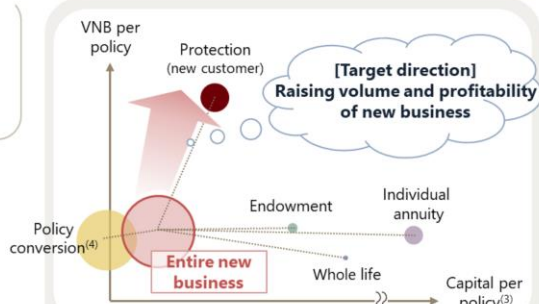 VNB per
policy
Protection
(new customer)
[Target direction]
Raising volume and profitability
of new business
Endowment
Individual
annuity
Policy
conversion(4)
Entire new
business
Whole life
Capital per
policy(3)